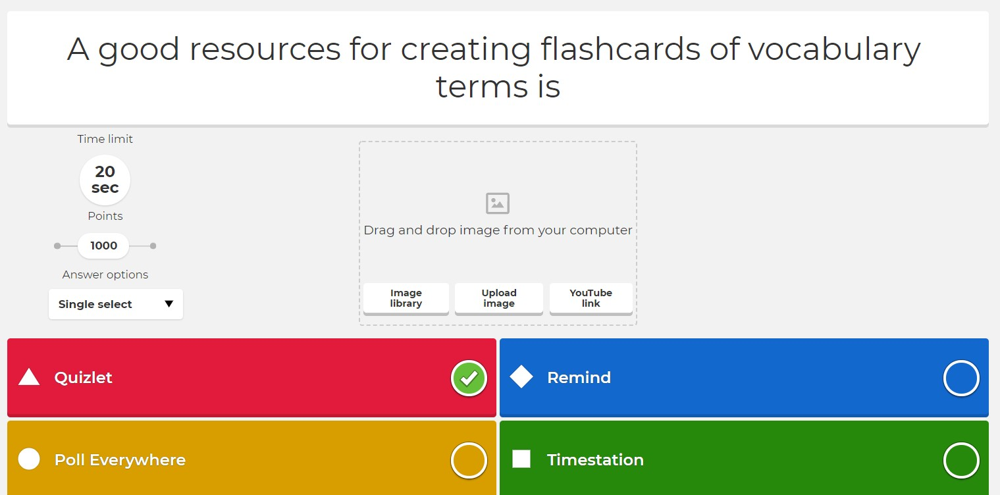 A good resources for creating flashcards of vocabulary
terms is
Time limit
20
sec
Points
1000
Answer options
Single select
Drag and drop image from your computer
Image
library
Upload
image
YouTube
link
Quizlet
Remind
Poll Everywhere
Timestation